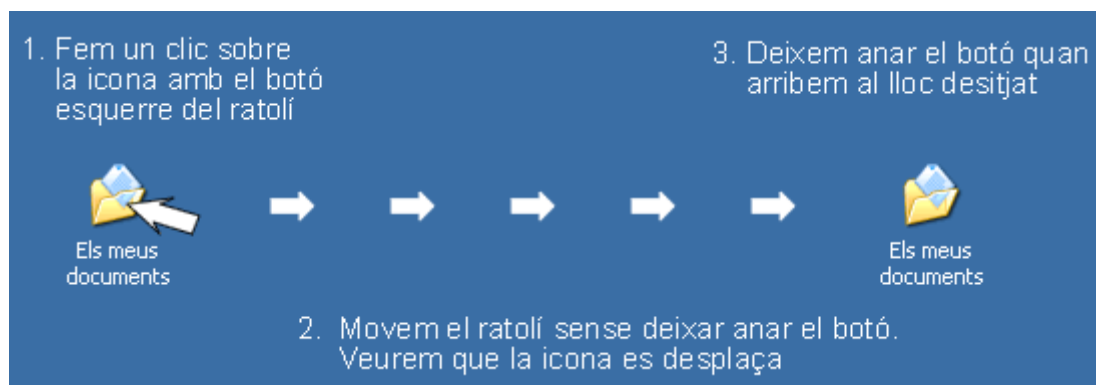 1. Fem un clic sobre
la icona amb el botó
esquerre del ratolí
3. Deixem anar el botó quan
arribem al lloc desitjat
Els meus
documents
Els meus
documents
2. Movem el ratolí sense deixar anar el botó.
Veurem que la icona es desplaça